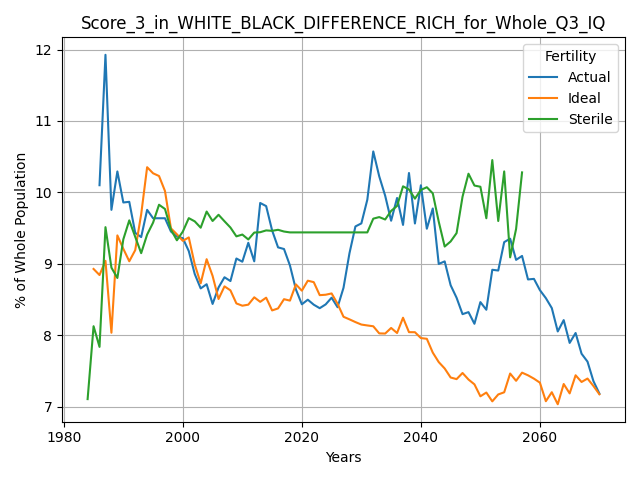 Score_3_in_WHITE_BLACK_DIFFERENCE_RICH_for_Whole_Q3_IQ
Fertility
Actual
Ideal
Sterile
% of Whole Population
12
11
10
9
8
7
1980
2000
2020
2040
2060
Years